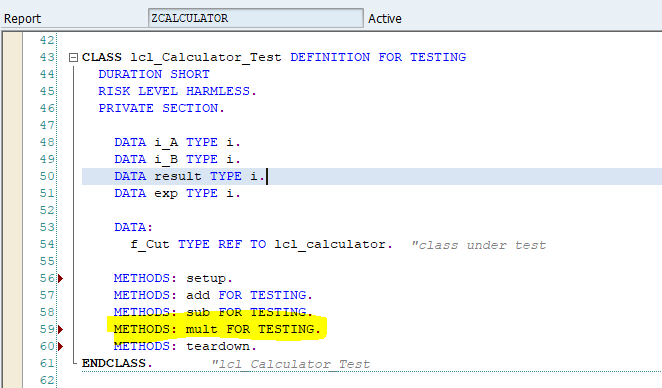 Report ZCALCULATOR Active
42
43 CLASS lcl_Calculator_Test DEFINITION FOR TESTING
44 DURATION SHORT
45 RISK LEVEL HARMLESS.
46 PRIVATE SECTION.
47
48 DATA i_A TYPE i.
49 DATA i_B TYPE i.
50 DATA result TYPE i.
51 DATA exp TYPE i.
52
53 DATA:
54 f_Cut TYPE REF TO lcl_calculator. "class under test
55
56 METHODS: setup.
57 METHODS: add FOR TESTING.
58 METHODS: sub FOR TESTING.
59 METHODS: mult FOR TESTING.
60 METHODS: teardown.
61 ENDCLASS. "lcl_Calculator_Test
62